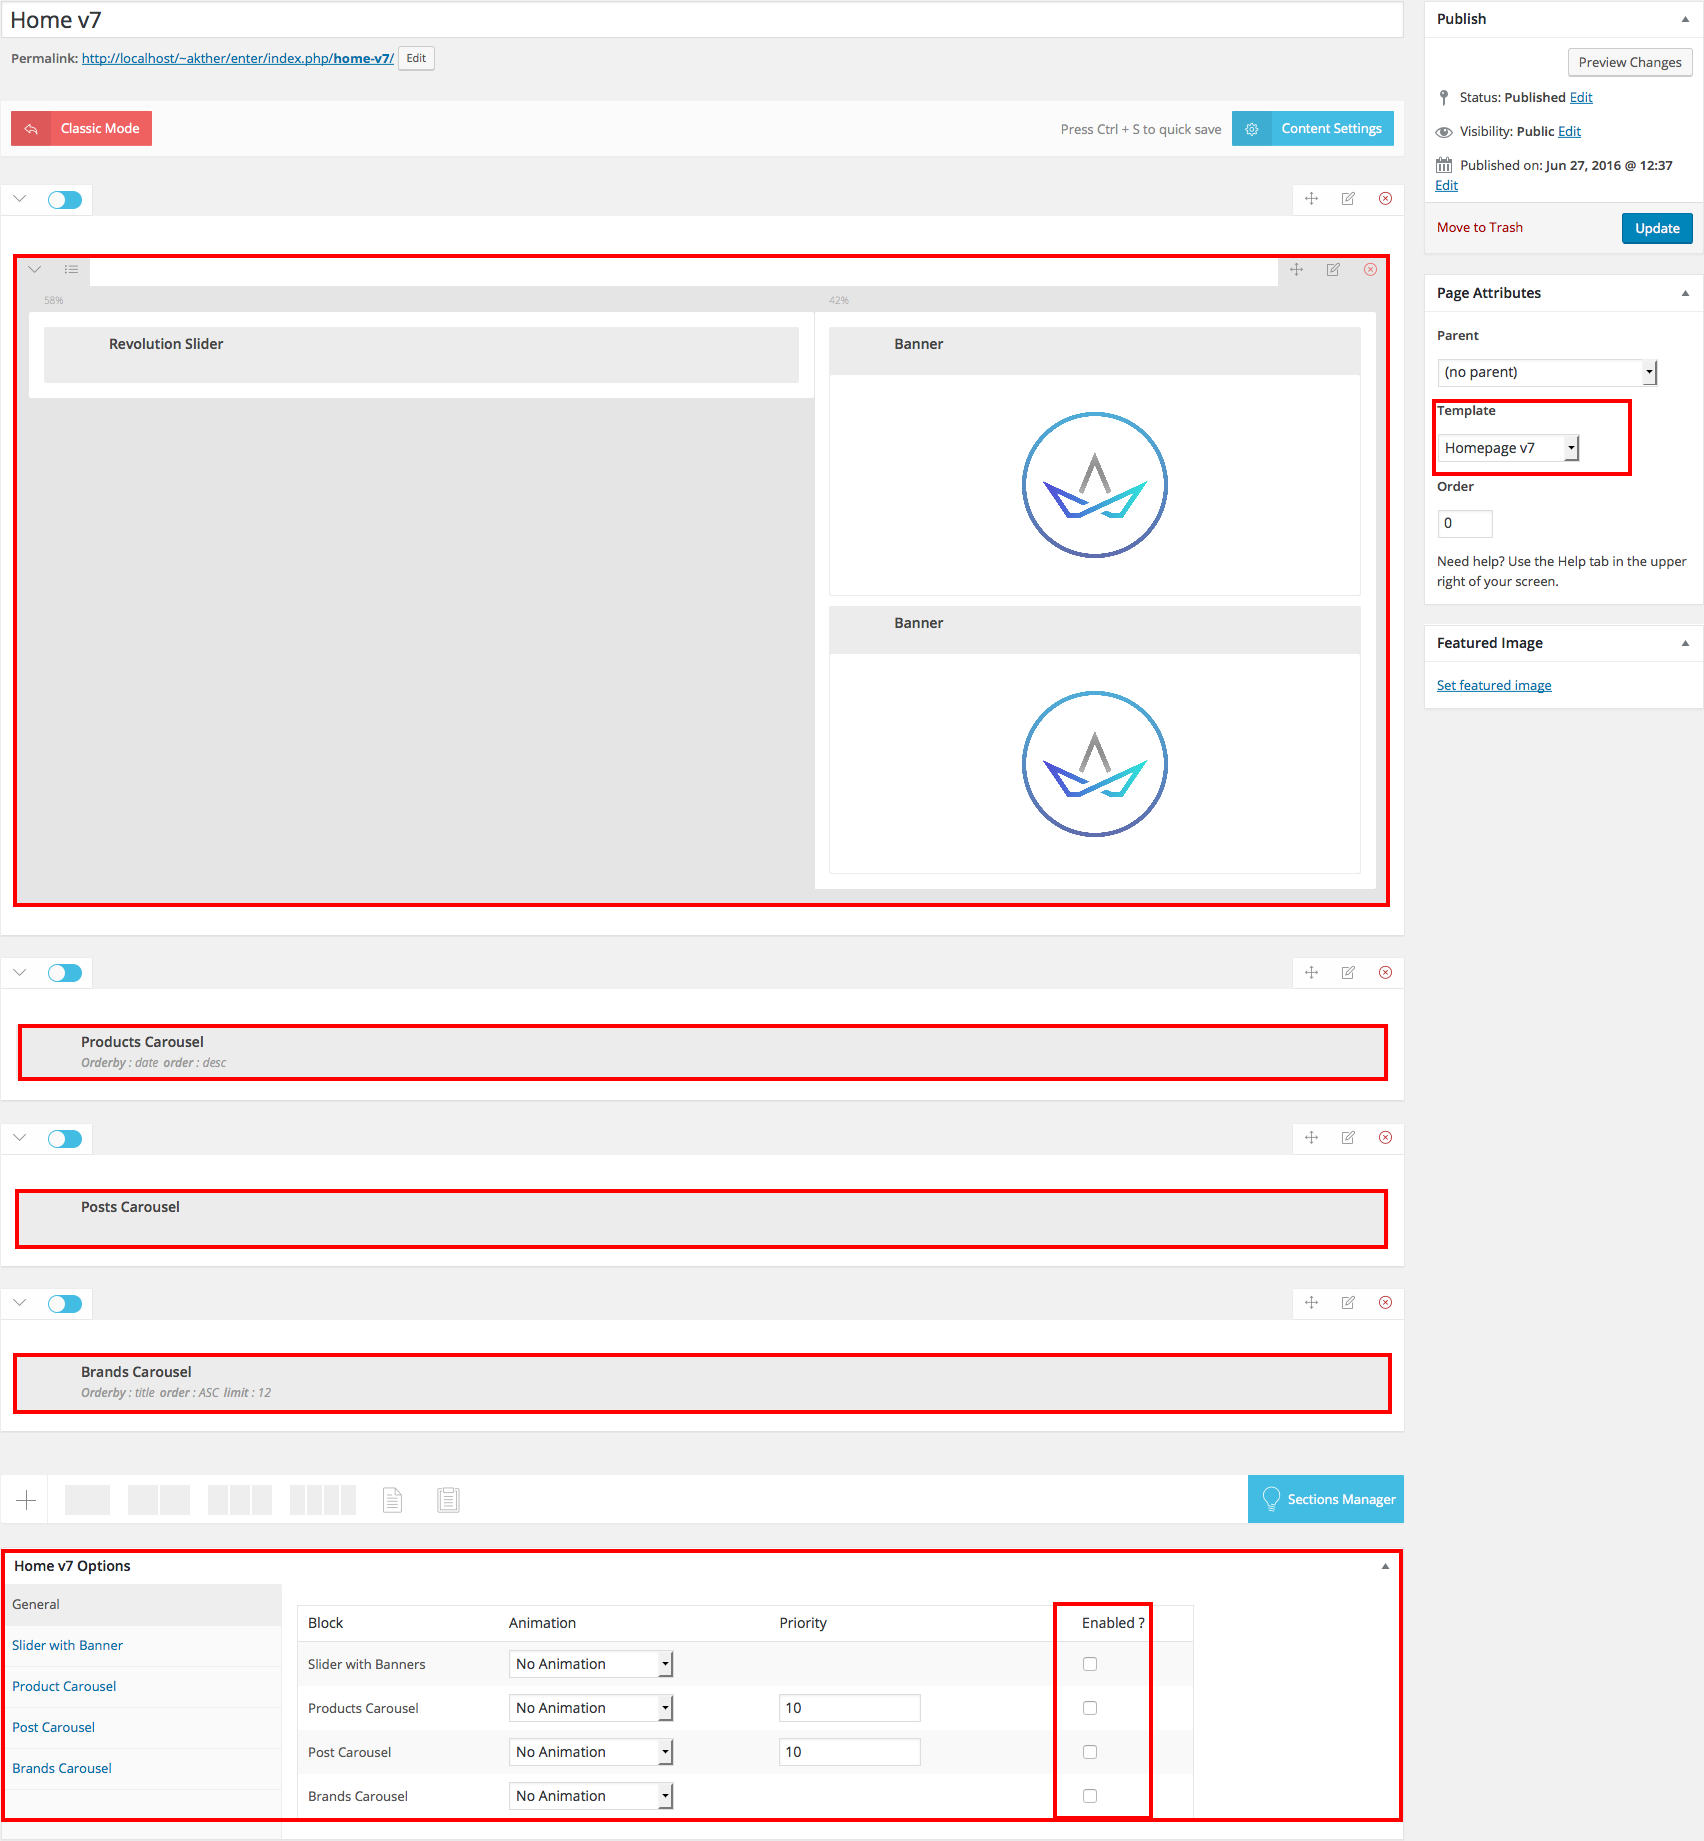 Home v7
Permalink: http://localhost/~akther/enter/index.php/home-v7/ Edit
Classic Mode
Press Ctrl + S to quick save
Content Settings
58%
42%
Revolution Slider
Banner
Banner
Products Carousel
Orderby : date order : desc
Posts Carousel
Brands Carousel
Orderby : title order : ASC limit : 12
Sections Manager
Home v7 Options
General
Slider with Banner
Product Carousel
Post Carousel
Brands Carousel
Block Animation Priority Enabled ?
Slider with Banners No Animation
Products Carousel No Animation 10
Post Carousel No Animation 10
Brands Carousel No Animation
Publish
Preview Changes
Status: Published Edit
Visibility: Public Edit
Published on: Jun 27, 2016 @ 12:37
Edit
Move to Trash
Update
Page Attributes
Parent
(no parent)
Template
Homepage v7
Order
0
Need help? Use the Help tab in the upper
right of your screen.
Featured Image
Set featured image